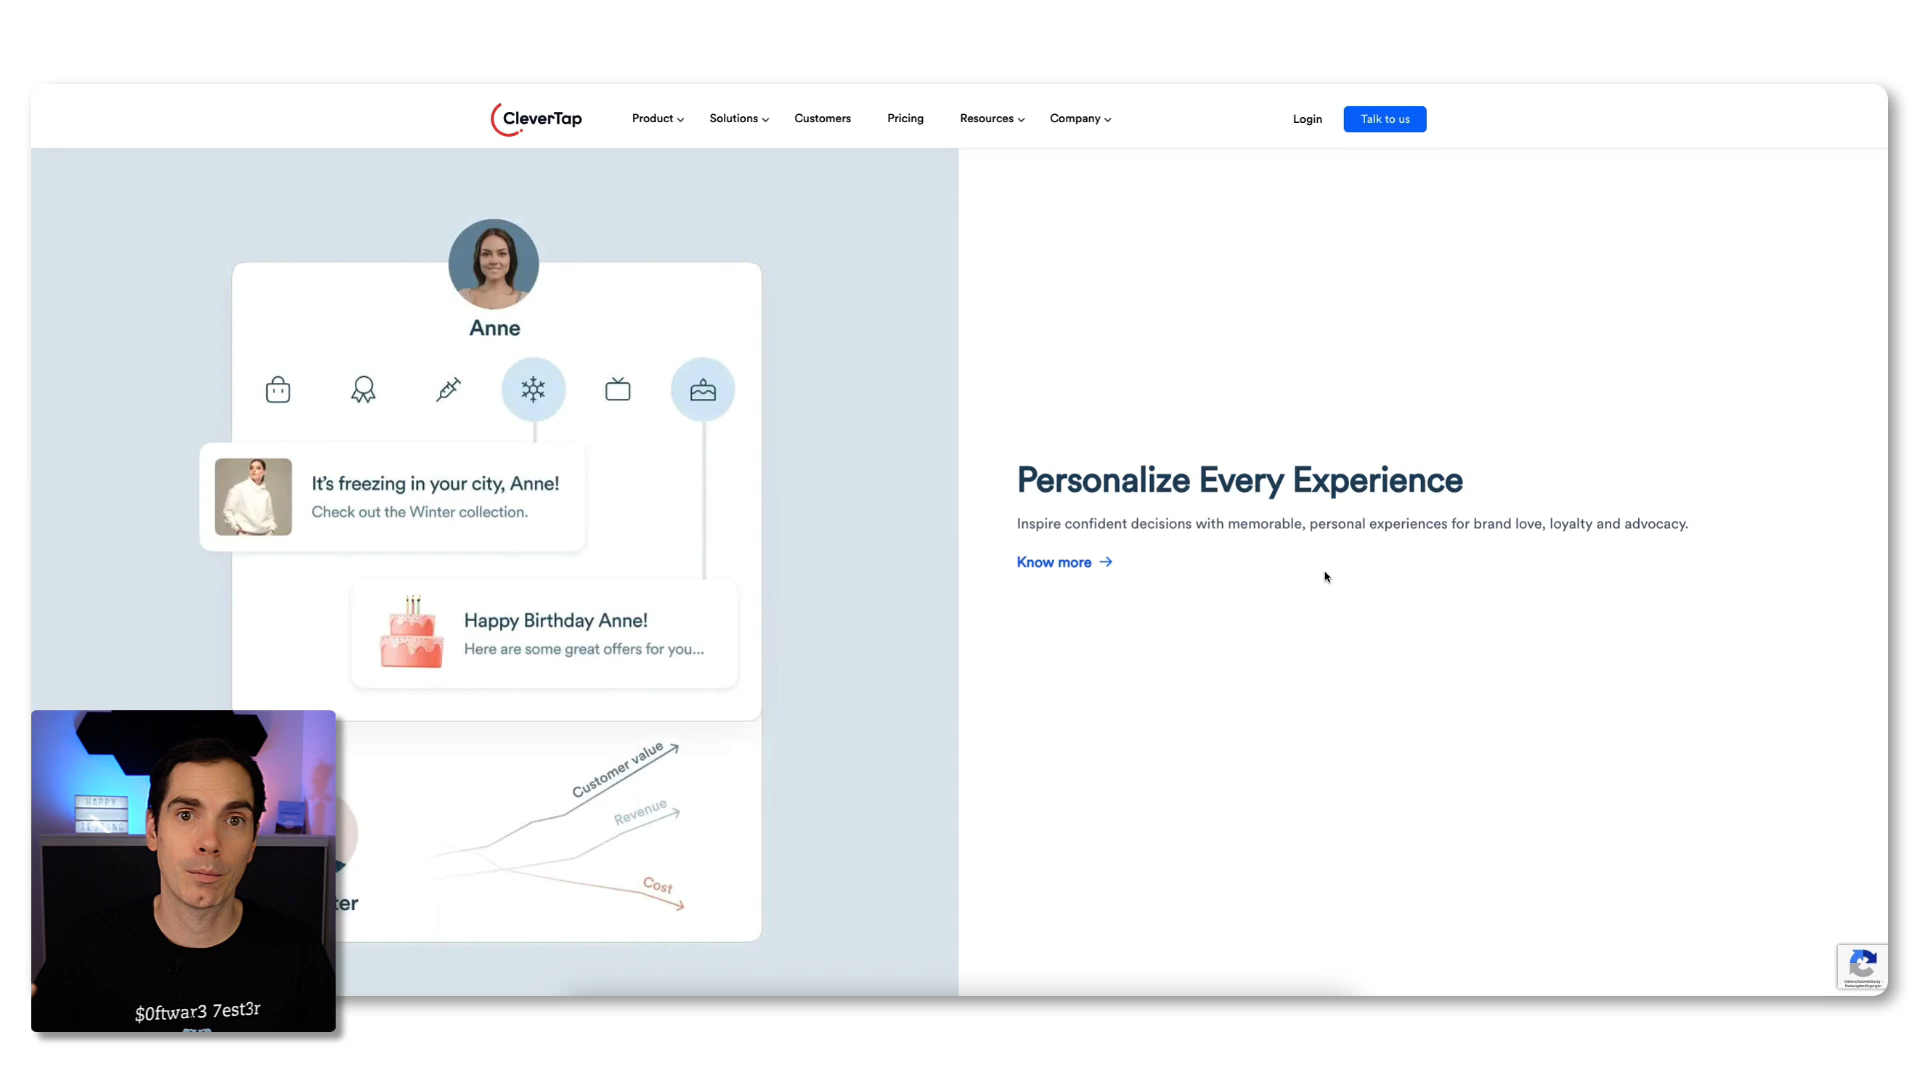 CleverTap
Product
Solutions
Customers
Pricing
Resources
Company
Login
Talk to us
Anne
It's freezing in your city, Anne!
Check out the Winter collection.
Happy Birthday Anne!
Here are some great offers for you...
Customer value
Revenue
Cost
ter
Personalize Every Experience
Inspire confident decisions with memorable, personal experiences for brand love, loyalty and advocacy.
Know more
HAPPY
TESTING
$0ftwar3 7est3r